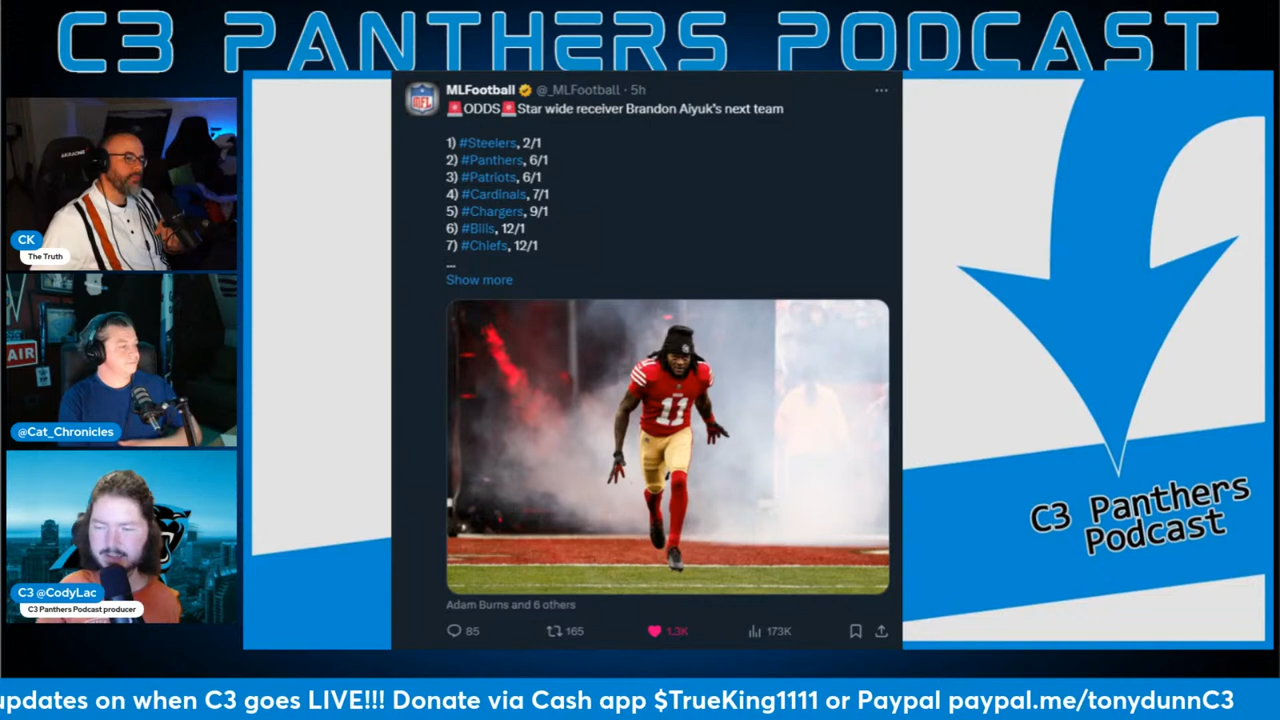 C3 PANTHERS PODCAST
MLFootball @_MLFootball · 5h
🚨ODDS🚨Star wide receiver Brandon Aiyuk's next team
1) #Steelers, 2/1
2) #Panthers, 6/1
3) #Patriots, 6/1
4) #Cardinals, 7/1
5) #Chargers, 9/1
6) #Bills, 12/1
7) #Chiefs, 12/1
...
Show more
NFL
11
Adam Burns and 6 others
85 165 1.3K 173K
CK
The Truth
AIR
@Cat_Chronicles
C3 @CodyLac
C3 Panthers Podcast producer
C3 Panthers
Podcast
updates on when C3 goes LIVE!!! Donate via Cash app $TrueKing1111 or Paypal paypal.me/tonydunnC3